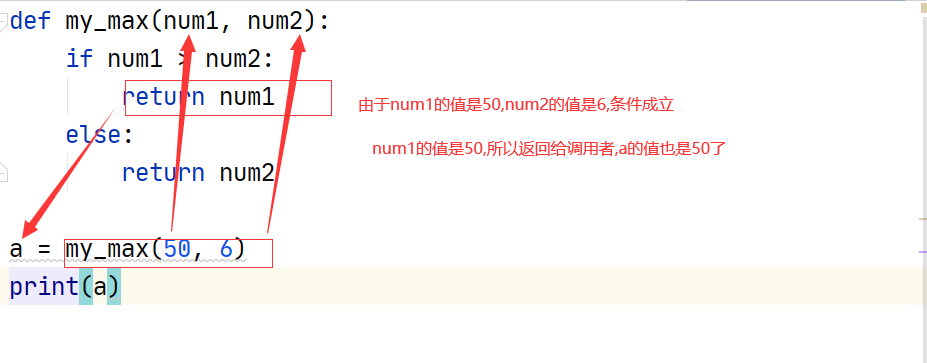 def my_max(num1, num2):
if num1 > num2:
return num1
由于num1的值是50,num2的值是6,条件成立
else:
num1的值是50,所以返回给调用者,a的值也是50了
return num2
a = my_max(50, 6)
print(a)